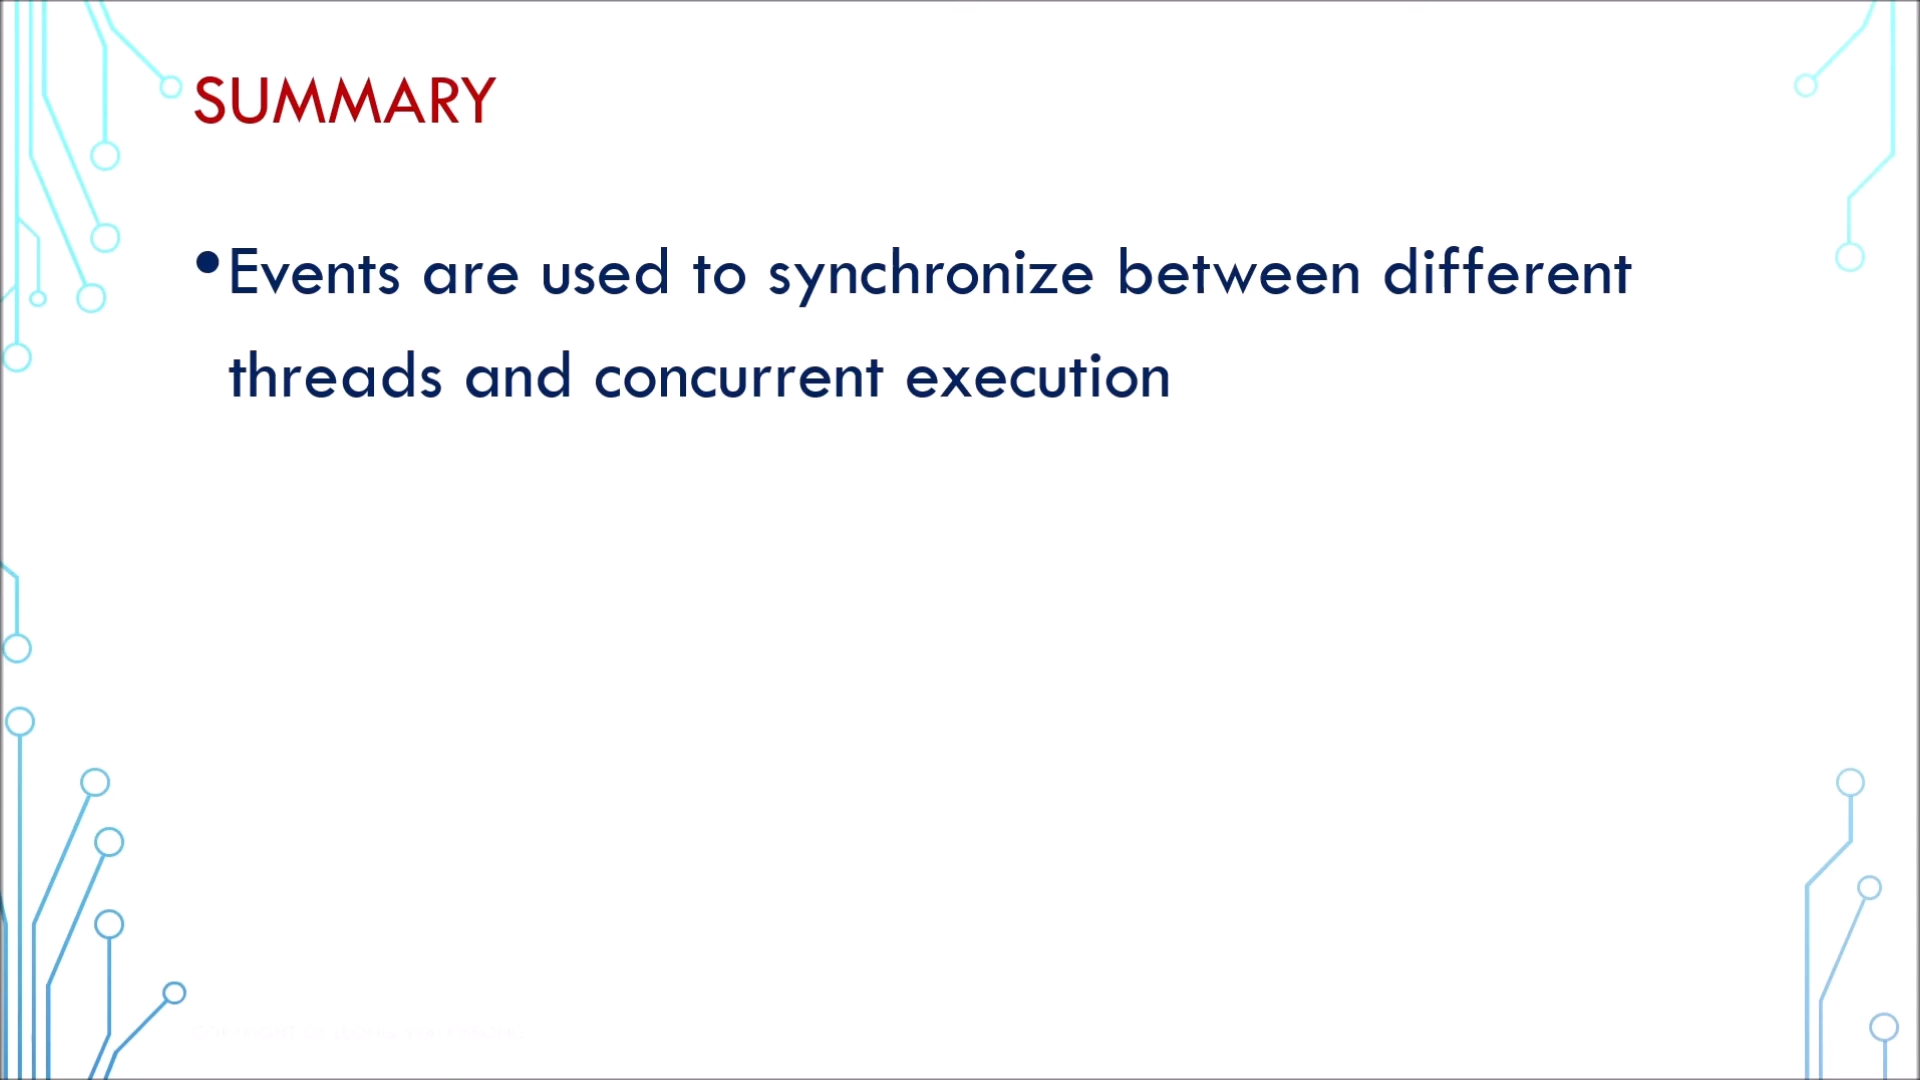 SUMMARY
•Events are used to synchronize between different
threads and concurrent execution